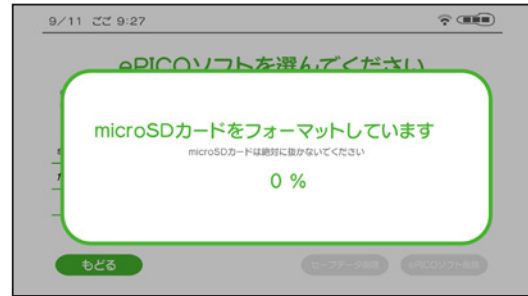 9/11 ごご 9:27
ePICOソフトを選んでください
microSDカードをフォーマットしています
microSDカードは絶対に抜かないでください
0 %
もどる
セーブデータ削除
ePICOソフト削除